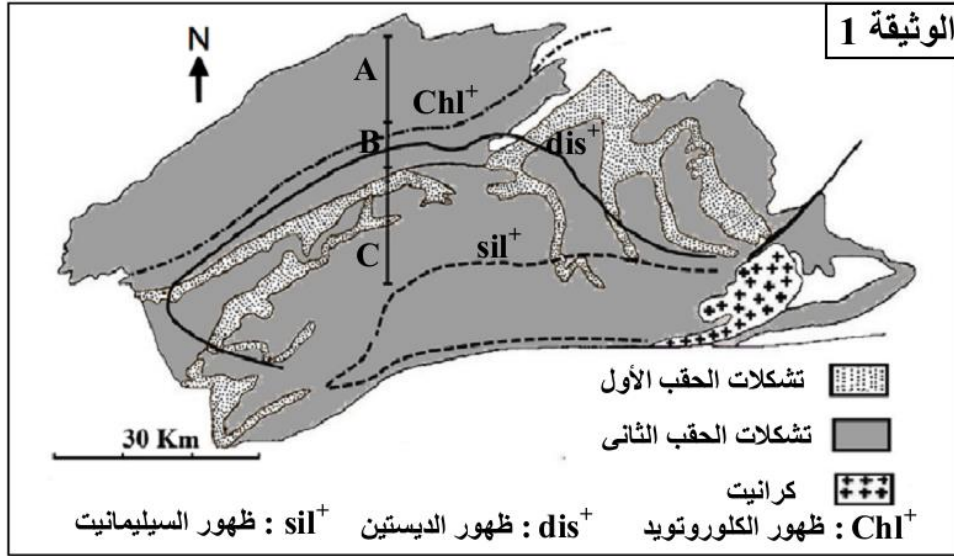 الوثيقة 1
N
A
Chl+
B
dis+
sil+
C
تشكلات الحقب الأول
تشكلات الحقب الثانى
كرانيت
30 Km
Chl+ : ظهور الكلوروتويد dis+ : ظهور الديستين sil+ : ظهور السيليمانيت